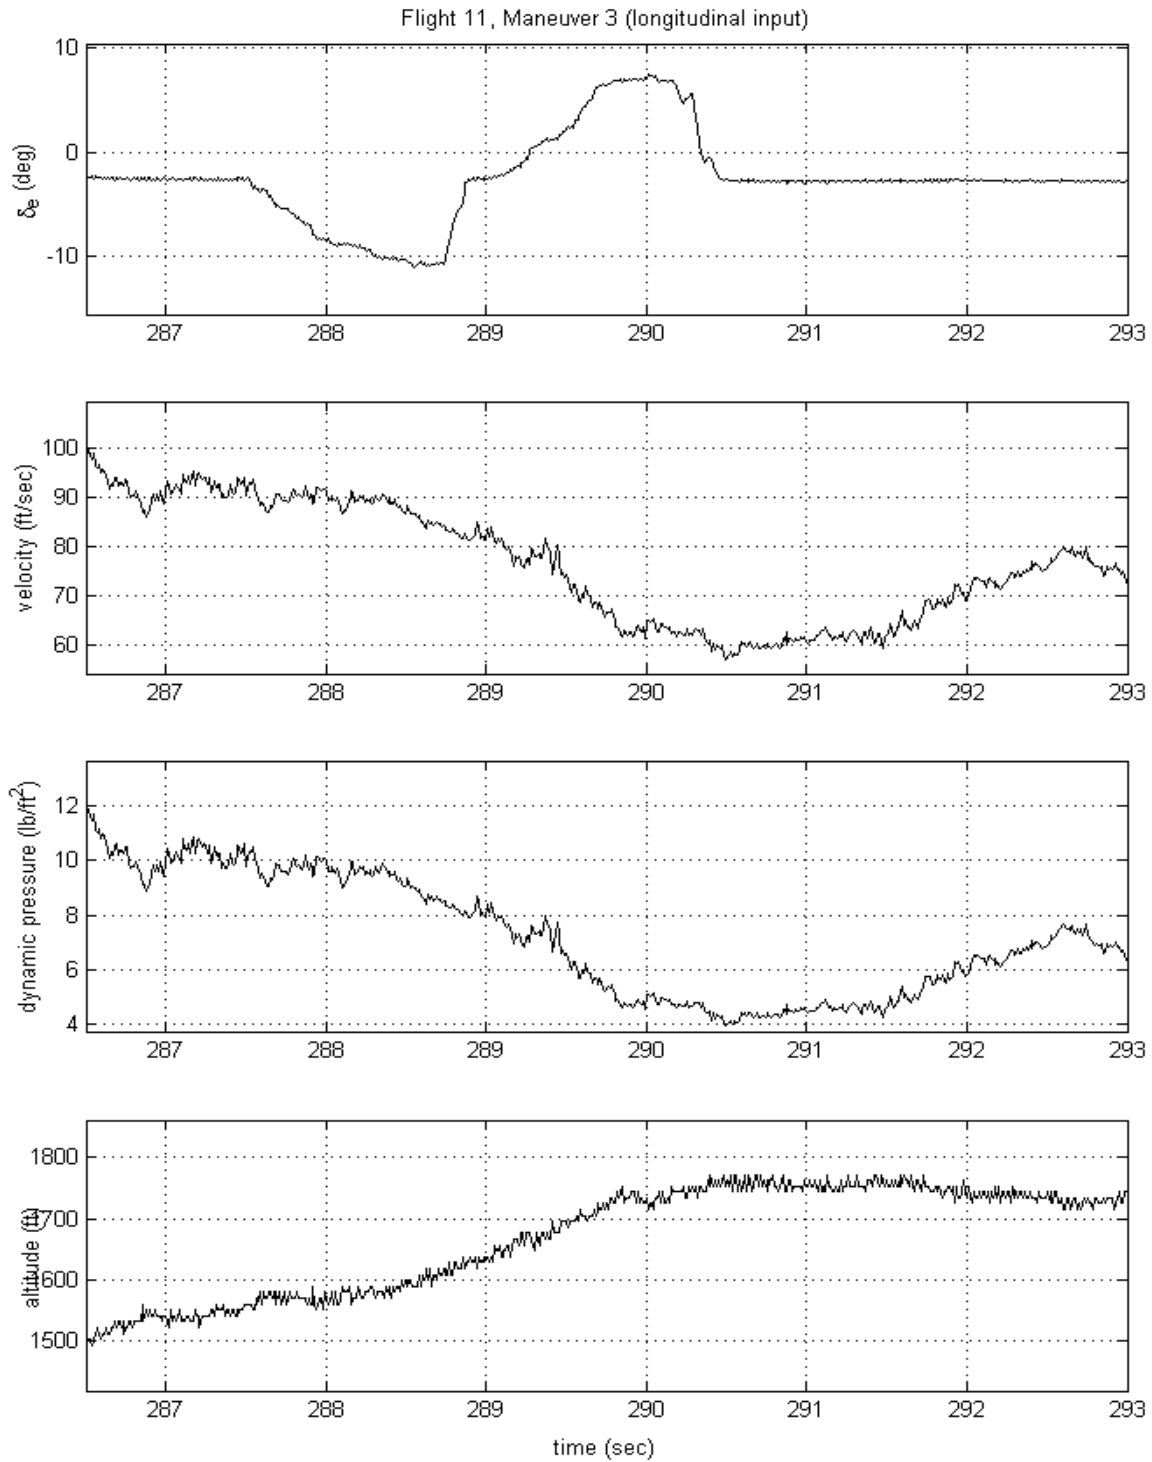 Flight 11, Maneuver 3 (longitudinal input)
10
0
-10
δe (deg)
287 288 289 290 291 292 293
100
90
80
70
60
velocity (ft/sec)
287 288 289 290 291 292 293
12
10
8
6
4
dynamic pressure (lb/ft²)
287 288 289 290 291 292 293
1800
1700
1600
1500
altitude (ft)
287 288 289 290 291 292 293
time (sec)